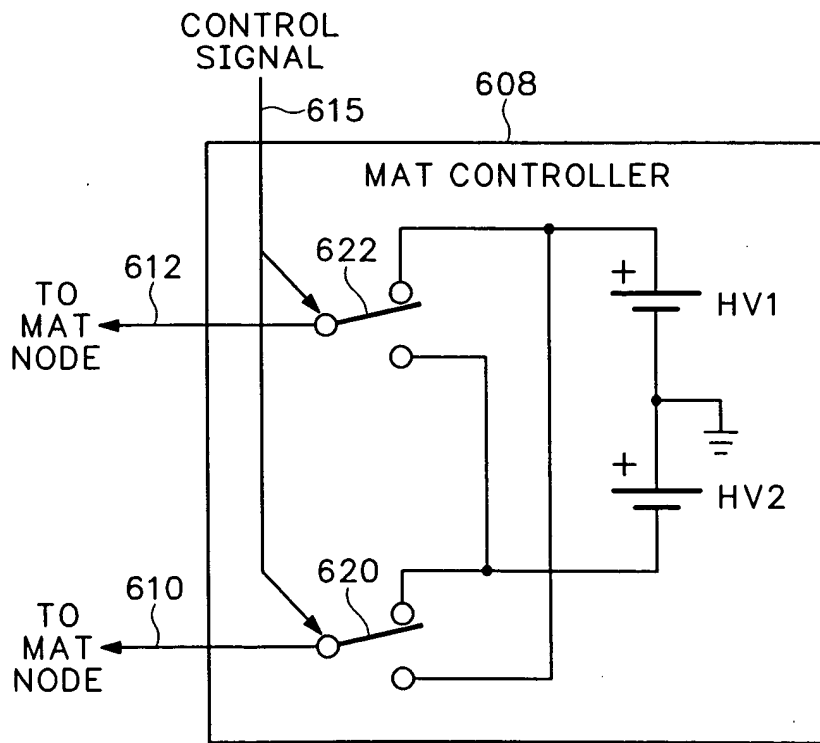 CONTROL
SIGNAL
615
608
MAT CONTROLLER
612
622
TO
MAT
NODE
+
HV1
+
HV2
620
610
TO
MAT
NODE